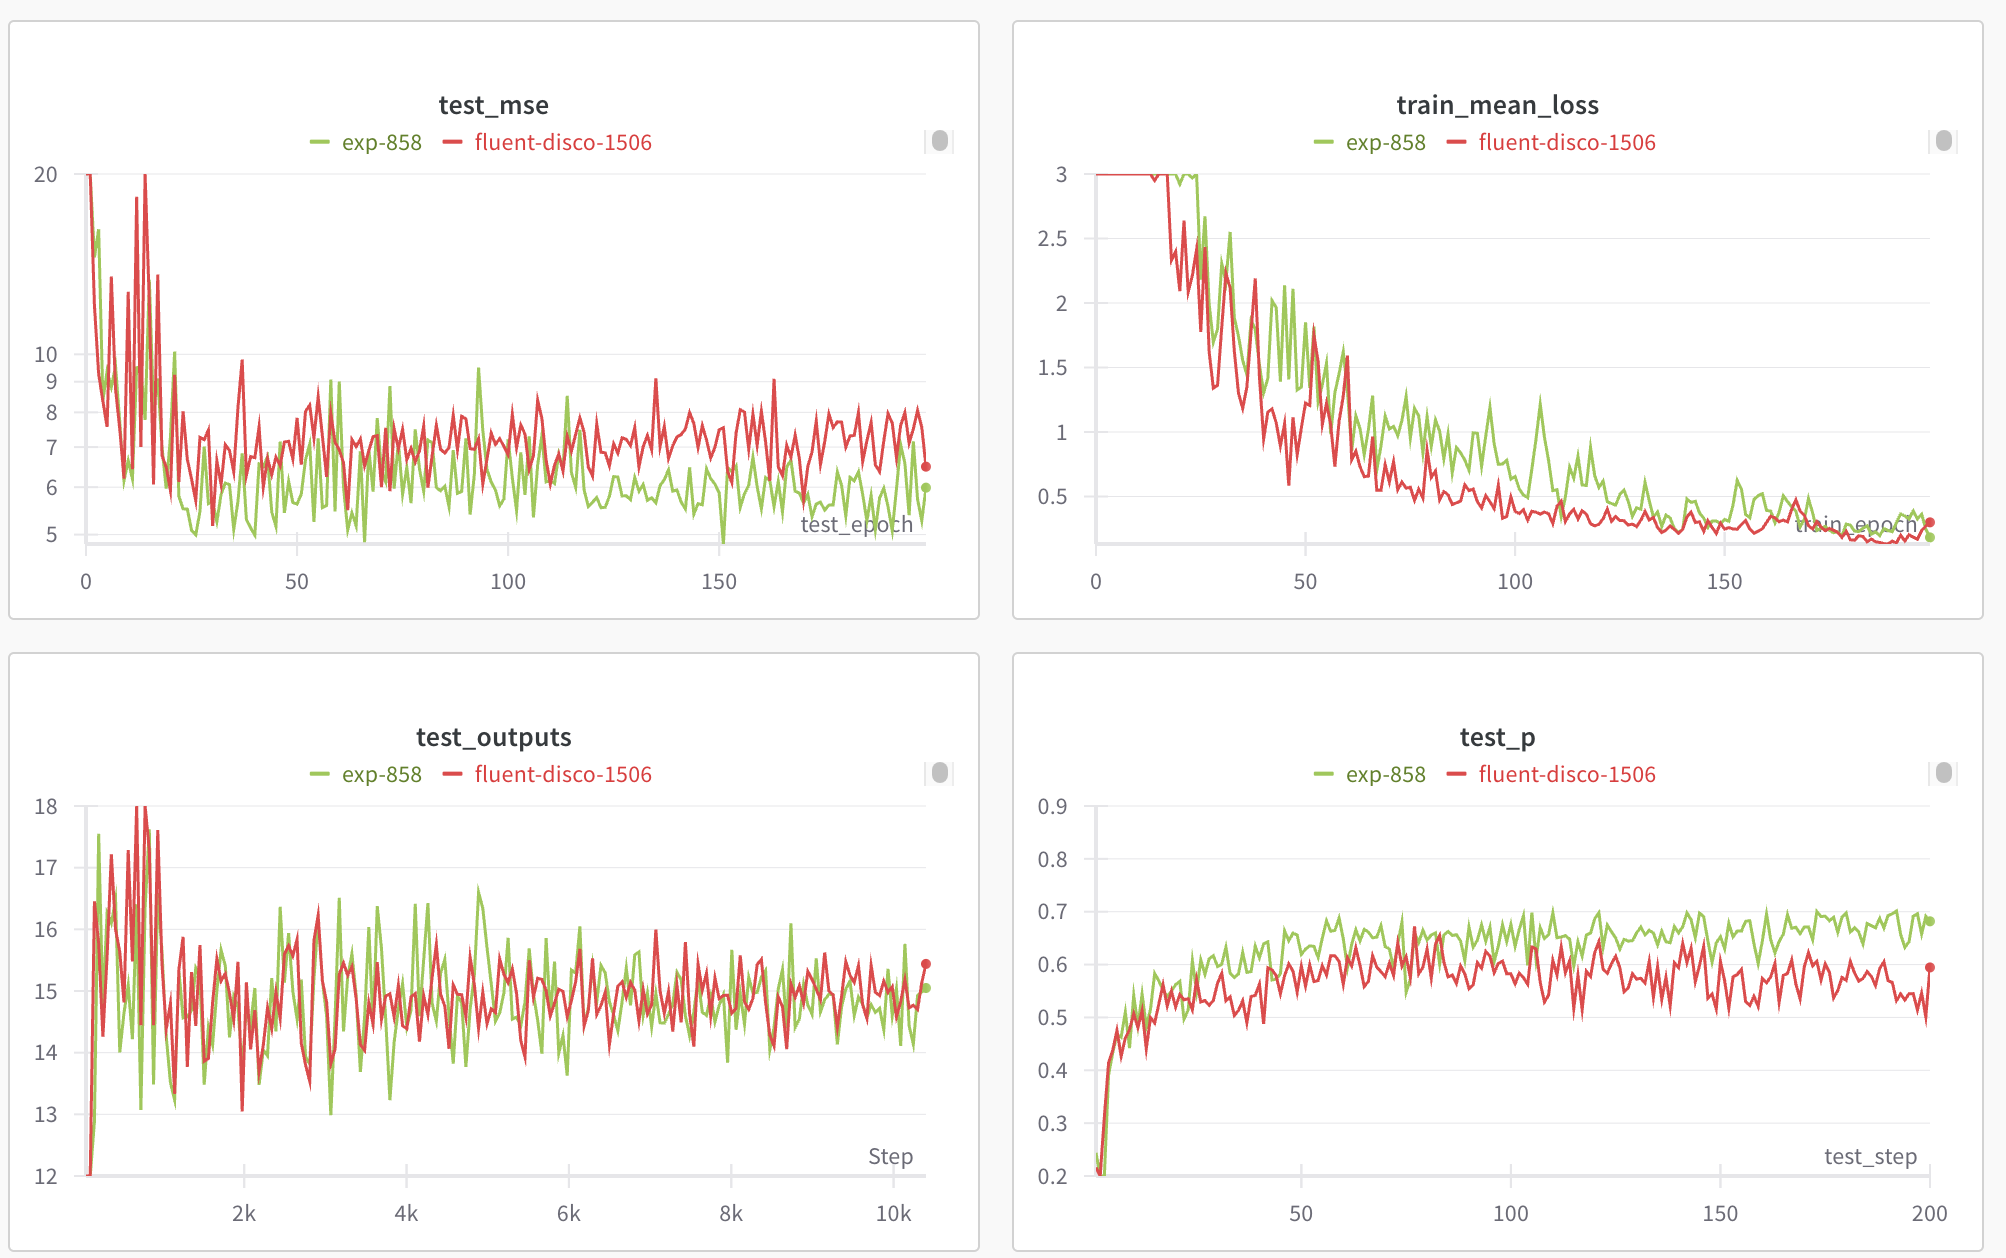 test_mse
exp-858 fluent-disco-1506
20
10
9
8
7
6
5
test_epoch
0 50 100 150
train_mean_loss
exp-858 fluent-disco-1506
3
2.5
2
1.5
1
0.5
train_epoch
0 50 100 150
test_outputs
exp-858 fluent-disco-1506
18
17
16
15
14
13
12
Step
2k 4k 6k 8k 10k
test_p
exp-858 fluent-disco-1506
0.9
0.8
0.7
0.6
0.5
0.4
0.3
0.2
test_step
50 100 150 200